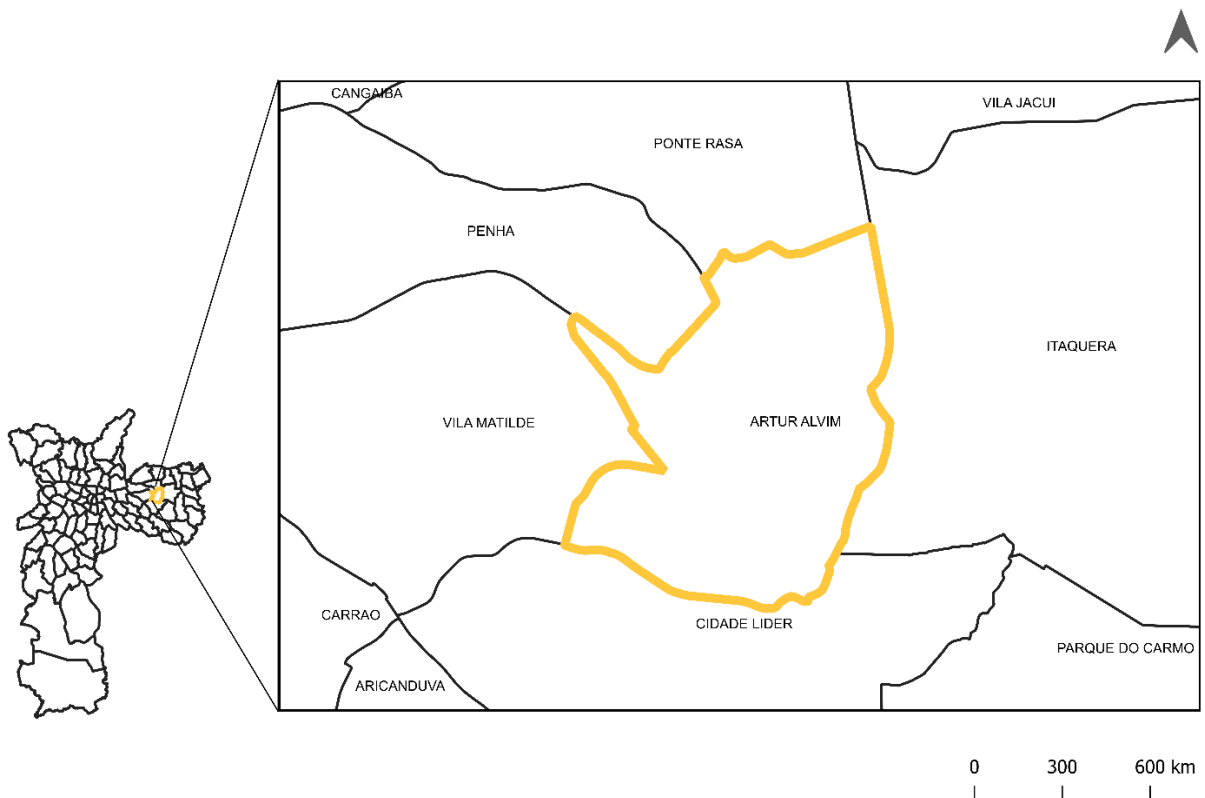 CANGAIBA
VILA JACUI
PONTE RASA
PENHA
ITAQUERA
VILA MATILDE
ARTUR ALVIM
CARRAO
CIDADE LIDER
PARQUE DO CARMO
ARICANDUVA
0 300 600 km